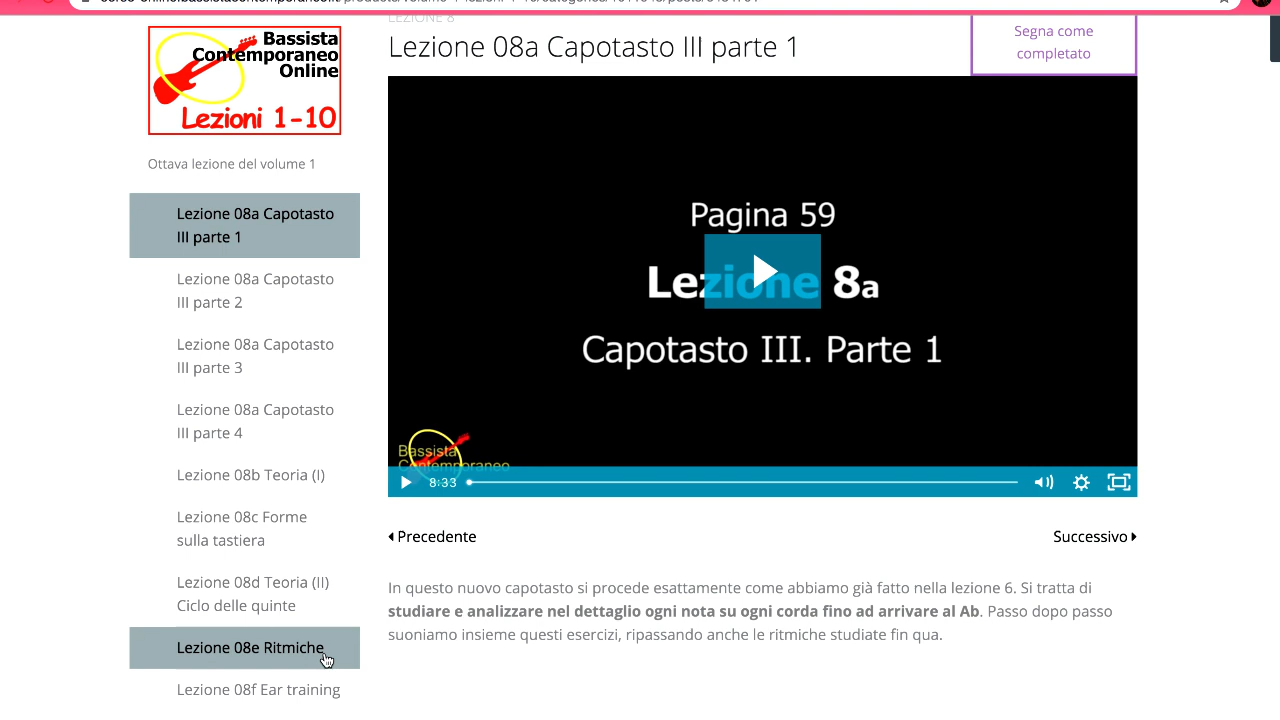 LEZIONE 8
Lezione 08a Capotasto III parte 1
Segna come
completato
Bassista
Contemporaneo
Online
Lezioni 1-10
Ottava lezione del volume 1
Lezione 08a Capotasto
III parte 1
Lezione 08a Capotasto
III parte 2
Lezione 08a Capotasto
III parte 3
Lezione 08a Capotasto
III parte 4
Lezione 08b Teoria (I)
Lezione 08c Forme
sulla tastiera
Lezione 08d Teoria (II)
Ciclo delle quinte
Lezione 08e Ritmiche
Lezione 08f Ear training
Pagina 59
Lezione 8a
Capotasto III. Parte 1
Bassista
Contemporaneo
8:33
Precedente
Successivo
In questo nuovo capotasto si procede esattamente come abbiamo già fatto nella lezione 6. Si tratta di
studiare e analizzare nel dettaglio ogni nota su ogni corda fino ad arrivare al Ab. Passo dopo passo
suoniamo insieme questi esercizi, ripassando anche le ritmiche studiate fin qua.